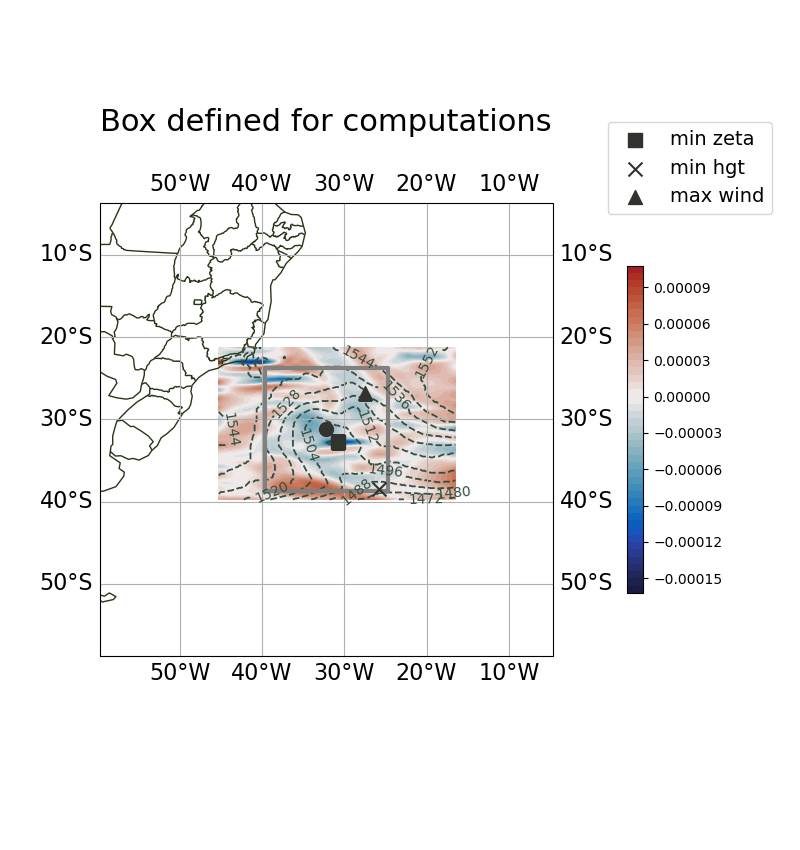 Box defined for computations
min zeta
min hgt
max wind
50°W 40°W 30°W 20°W 10°W
10°S 10°S
20°S 20°S
30°S 30°S
40°S 40°S
50°S 50°S
50°W 40°W 30°W 20°W 10°W
1544
1552
1536
1528
1512
1544
1504
1496
1520
1488
1472
1480
0.00009
0.00006
0.00003
0.00000
−0.00003
−0.00006
−0.00009
−0.00012
−0.00015